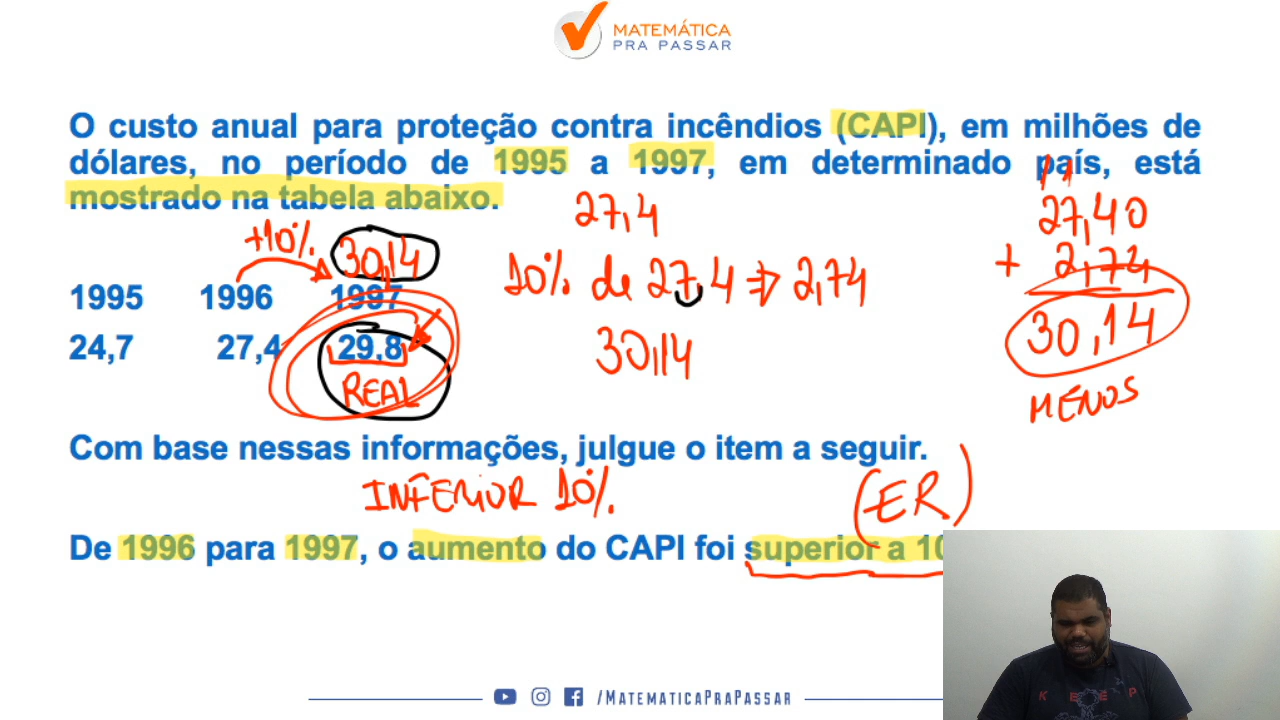 MATEMÁTICA
PRA PASSAR
O custo anual para proteção contra incêndios (CAPI), em milhões de
dólares, no período de 1995 a 1997, em determinado país, está
mostrado na tabela abaixo.
27,4
1 1
27,40
+ 2,74
30,14
MENOS
+10%
30,14
10% de 27,4 ⇒ 2,74
30,14
1995 1996 1997
24,7 27,4 29,8
REAL
Com base nessas informações, julgue o item a seguir.
INFERIOR 10%
(ER)
De 1996 para 1997, o aumento do CAPI foi superior a 10
KEEP
/MATEMATICAPRAPASSAR